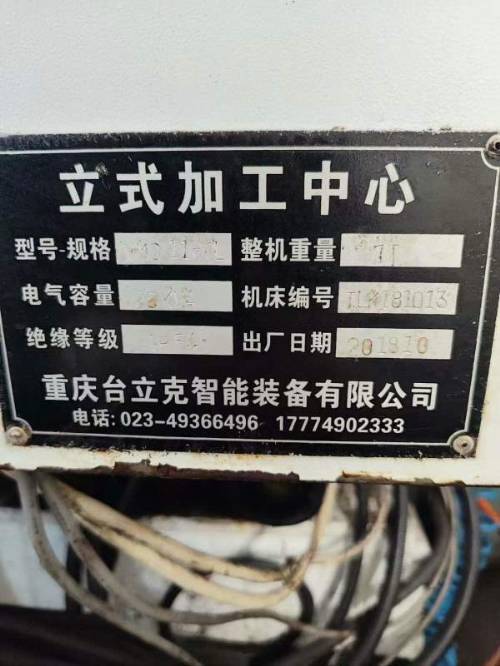 立式加工中心
型号·规格 整机重量 7T
电气容量 机床编号 TLK181013
绝缘等级 出厂日期 201810
重庆台立克智能装备有限公司
电话:023-49366496 17774902333